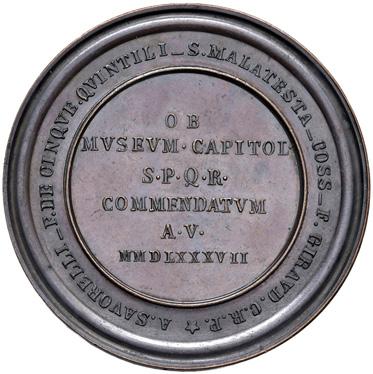 ★ A. SAVORELLI _ F. DE CINQVE. QVINTILI _ S. MALATESTA _ COSS _ F. GIRAVD. C. R. P.
OB
MVSEVM · CAPITOL
S · P · Q · R ·
COMMENDATVM
A · V ·
MMDLXXXVII